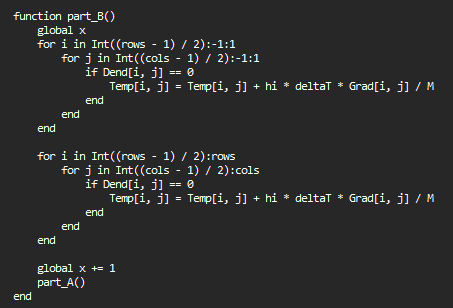 function part_B()
    global x
    for i in Int((rows - 1) / 2):-1:1
        for j in Int((cols - 1) / 2):-1:1
            if Dend[i, j] == 0
                Temp[i, j] = Temp[i, j] + hi * deltaT * Grad[i, j] / M
            end
        end
    end

    for i in Int((rows - 1) / 2):rows
        for j in Int((cols - 1) / 2):cols
            if Dend[i, j] == 0
                Temp[i, j] = Temp[i, j] + hi * deltaT * Grad[i, j] / M
            end
        end
    end

    global x += 1
    part_A()
end